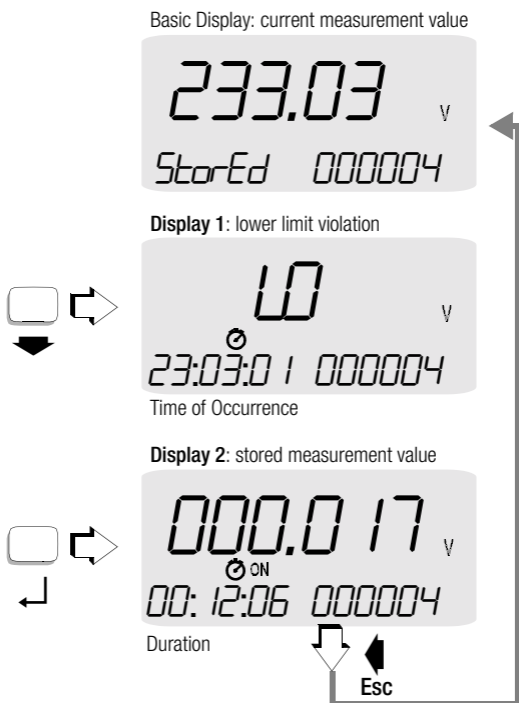 Basic Display: current measurement value
233.03 V
StorEd 000004
Display 1: lower limit violation
LO V
23:03:01 000004
Time of Occurrence
Display 2: stored measurement value
000.017 V
ON
00:12:06 000004
Duration
Esc